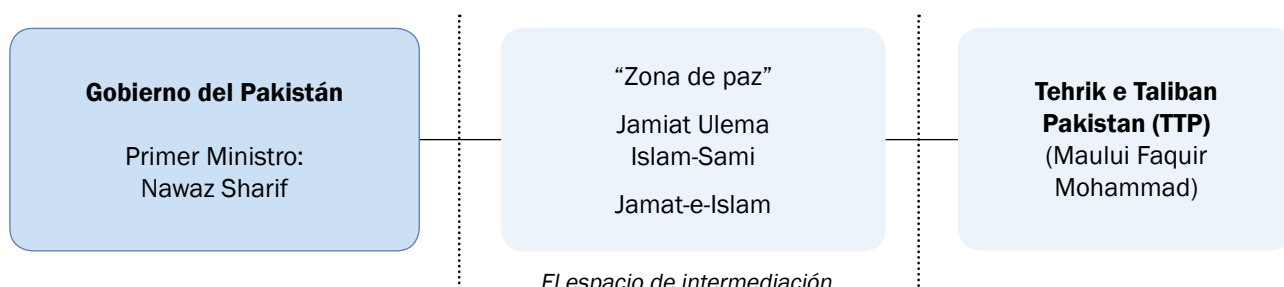 Gobierno del Pakistán
Primer Ministro:
Nawaz Sharif
“Zona de paz”
Jamiat Ulema
Islam-Sami
Jamat-e-Islam
Tehrik e Taliban
Pakistan (TTP)
(Maului Faquir
Mohammad)
El espacio de intermediación